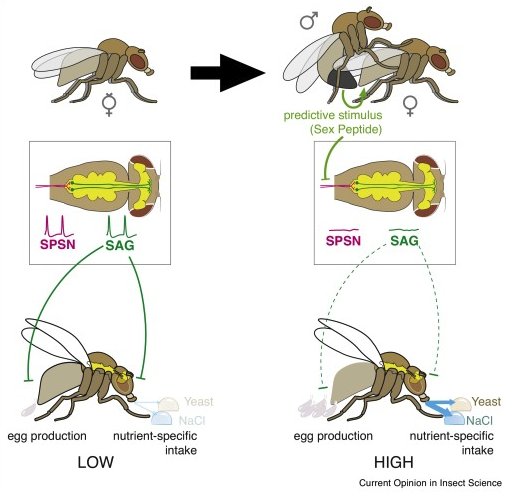 predictive stimulus
(Sex Peptide)
SPSN
SAG
SPSN
SAG
Yeast
NaCl
egg production
nutrient-specific
intake
LOW
Yeast
NaCl
egg production
nutrient-specific
intake
HIGH
Current Opinion in Insect Science